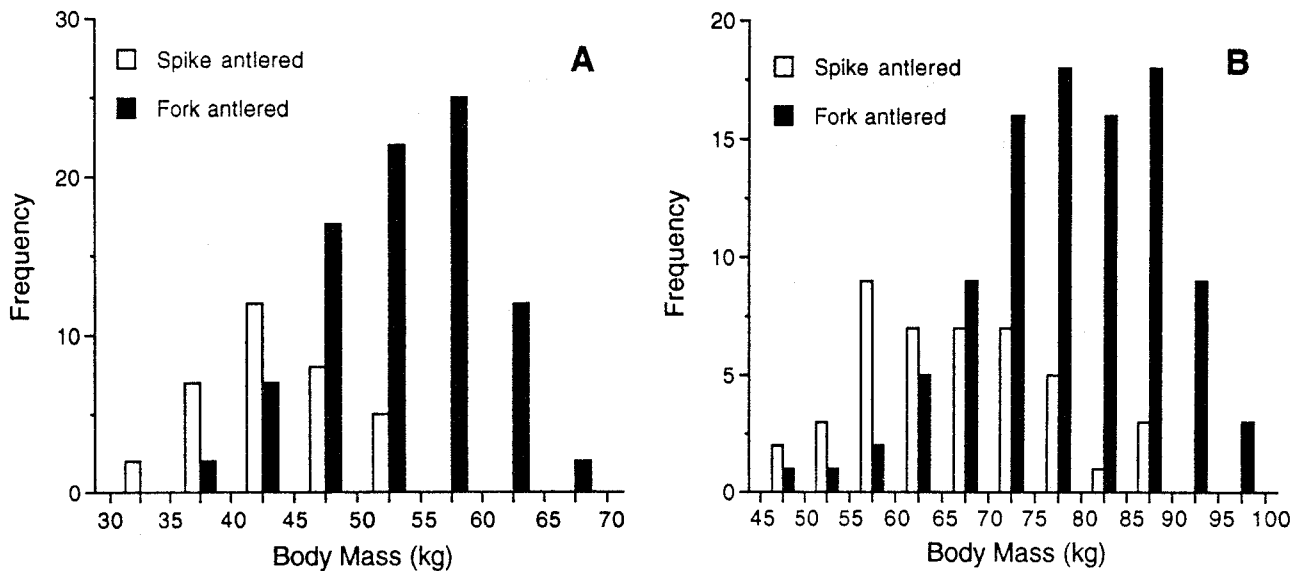 A
Spike antlered
Fork antlered
Frequency
30
20
10
0
30 35 40 45 50 55 60 65 70
Body Mass (kg)
B
Spike antlered
Fork antlered
Frequency
20
15
10
5
0
45 50 55 60 65 70 75 80 85 90 95 100
Body Mass (kg)